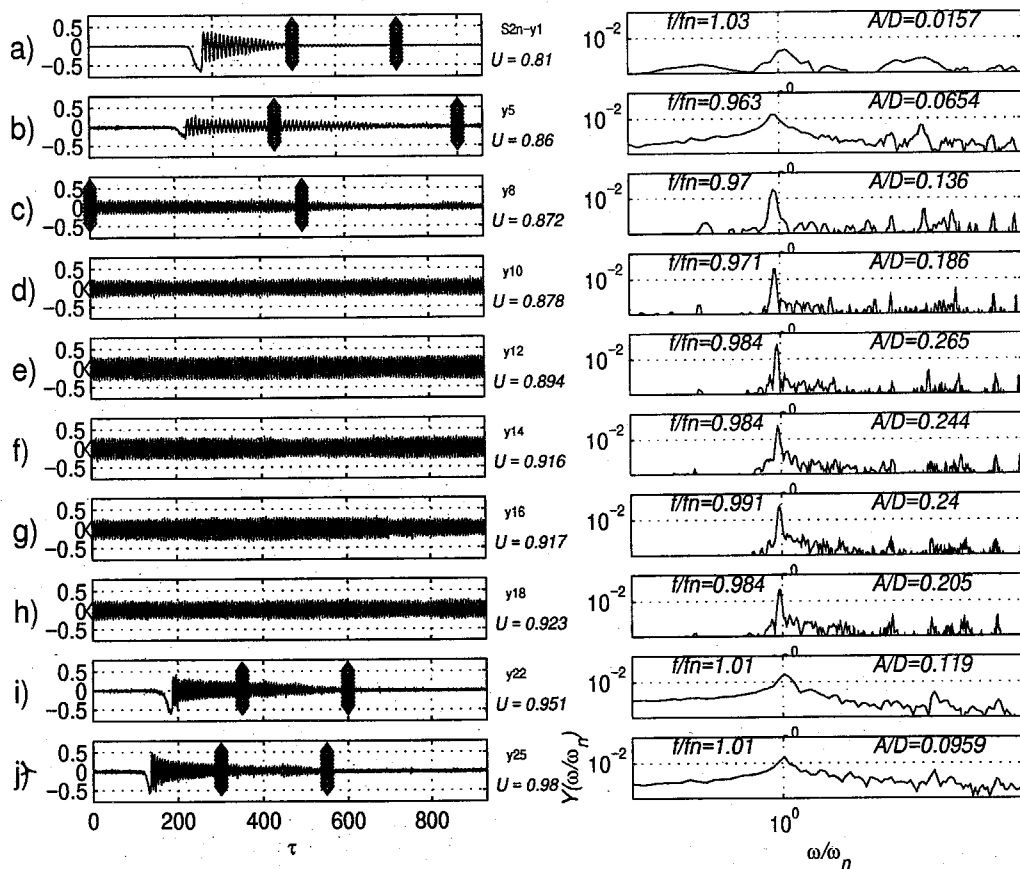 a) 0.5 0 −0.5 S2n−y1 U = 0.81 10⁻² f/fn=1.03 A/D=0.0157
b) 0.5 0 −0.5 y5 U = 0.86 10⁻² f/fn=0.963 0 A/D=0.0654
c) 0.5 0 −0.5 y8 U = 0.872 10⁻² f/fn=0.97 0 A/D=0.136
d) 0.5 0 −0.5 y10 U = 0.878 10⁻² f/fn=0.971 0 A/D=0.186
e) 0.5 0 −0.5 y12 U = 0.894 10⁻² f/fn=0.984 0 A/D=0.265
f) 0.5 0 −0.5 y14 U = 0.916 10⁻² f/fn=0.984 0 A/D=0.244
g) 0.5 0 −0.5 y16 U = 0.917 10⁻² f/fn=0.991 0 A/D=0.24
h) 0.5 0 −0.5 y18 U = 0.923 10⁻² f/fn=0.984 0 A/D=0.205
i) 0.5 0 −0.5 y22 U = 0.951 10⁻² f/fn=1.01 0 A/D=0.119
j) 0.5 0 −0.5 y25 U = 0.98 Y(ω/ωₙ) 10⁻² f/fn=1.01 0 A/D=0.0959
0 200 400 600 800 10⁰
τ ω/ωₙ